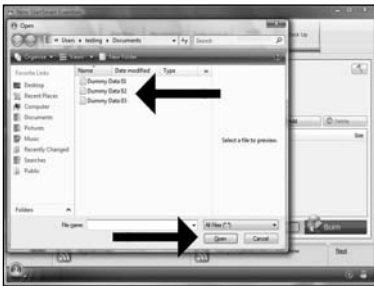 Open
Users ▸ testing ▸ Documents
Search
Organize
Views
New Folder
Favorite Links
Name
Date modified
Type
Desktop
Recent Places
Computer
Documents
Pictures
Music
Recently Changed
Searches
Public
Dummy Data 01
Dummy Data 02
Dummy Data 03
Select a file to preview.
Folders
File name:
All Files (*.*)
Open
Cancel
Delete
Burn
Next